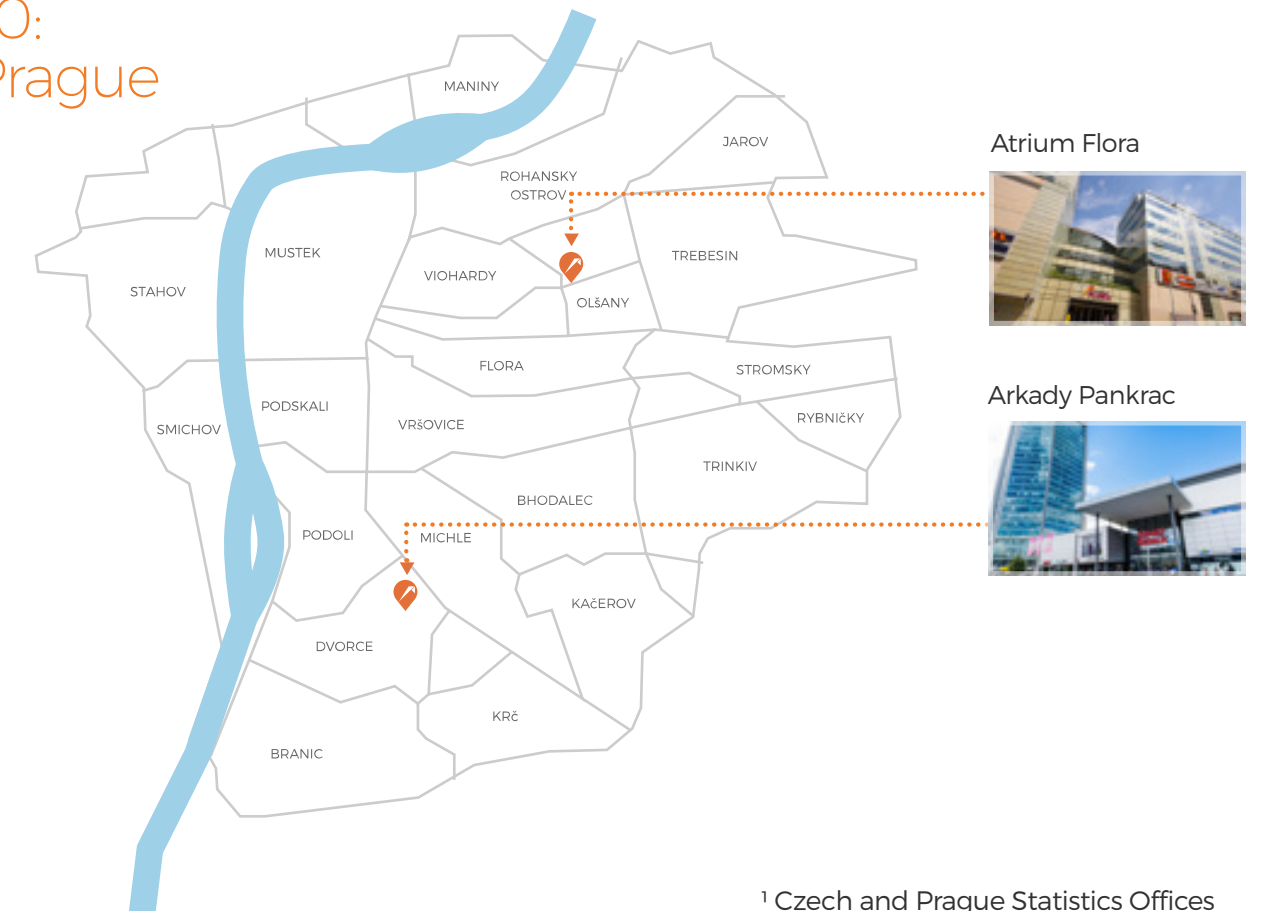 0:
Prague
MANINY
JAROV
Atrium Flora
ROHANSKY
OSTROV
MUSTEK
TREBESIN
VIOHARDY
STAHOV
OLšANY
FLORA
STROMSKY
Arkady Pankrac
PODSKALI
VRšOVICE
RYBNIčKY
SMICHOV
TRINKIV
BHODALEC
PODOLI
MICHLE
KAčEROV
DVORCE
KRč
BRANIC
¹ Czech and Prague Statistics Offices